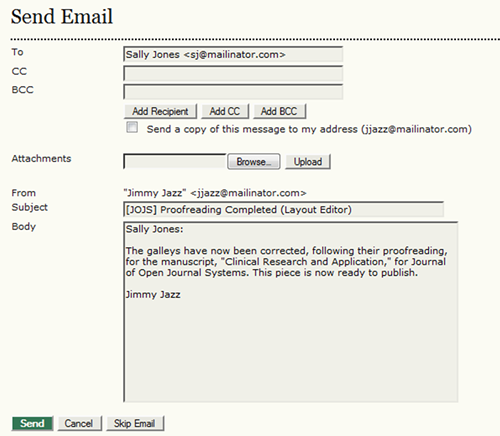 Send Email
To
Sally Jones <sj@mailinator.com>
CC
BCC
Add Recipient Add CC Add BCC
Send a copy of this message to my address (jjazz@mailinator.com)
Attachments
Browse... Upload
From "Jimmy Jazz" <jjazz@mailinator.com>
Subject [JOJS] Proofreading Completed (Layout Editor)
Body Sally Jones:
The galleys have now been corrected, following their proofreading,
for the manuscript, "Clinical Research and Application," for Journal
of Open Journal Systems. This piece is now ready to publish.
Jimmy Jazz
Send Cancel Skip Email